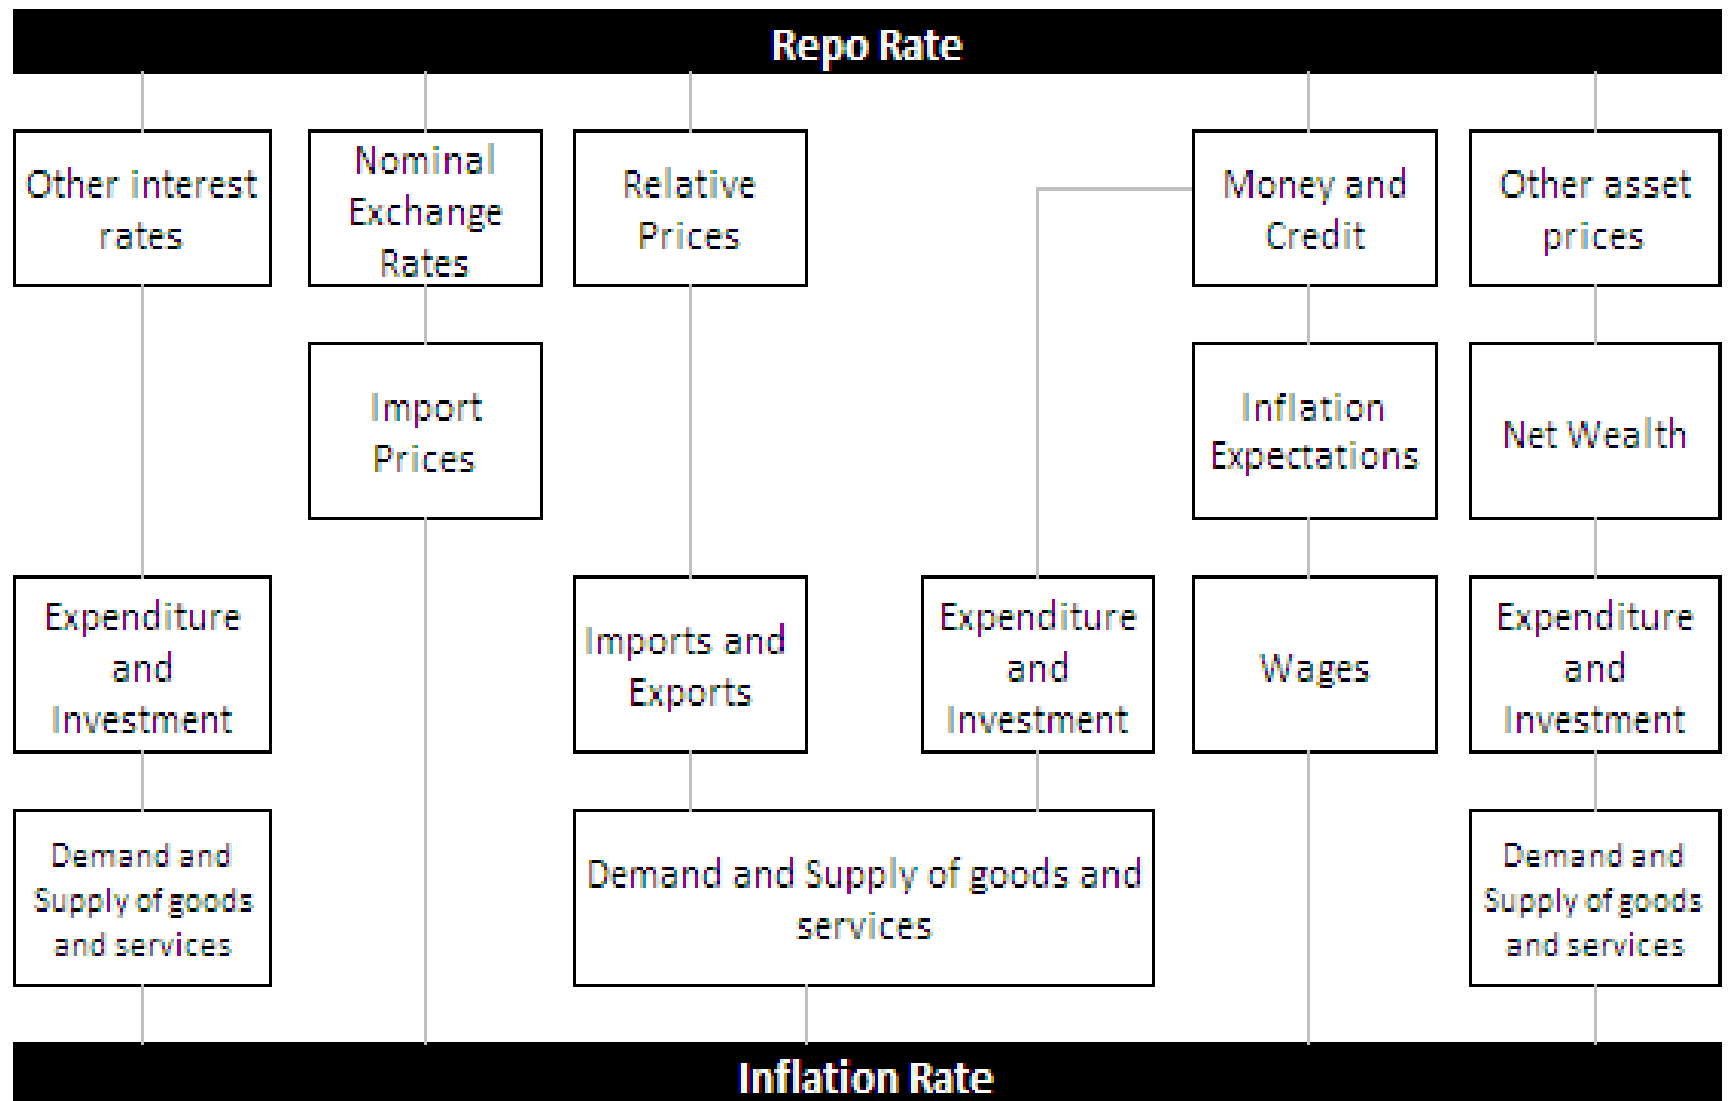 Repo Rate
Other interest
rates
Nominal
Exchange
Rates
Relative
Prices
Money and
Credit
Other asset
prices
Import
Prices
Inflation
Expectations
Net Wealth
Expenditure
and
Investment
Imports and
Exports
Expenditure
and
Investment
Wages
Expenditure
and
Investment
Demand and
Supply of goods
and services
Demand and Supply of goods and
services
Demand and
Supply of goods
and services
Inflation Rate